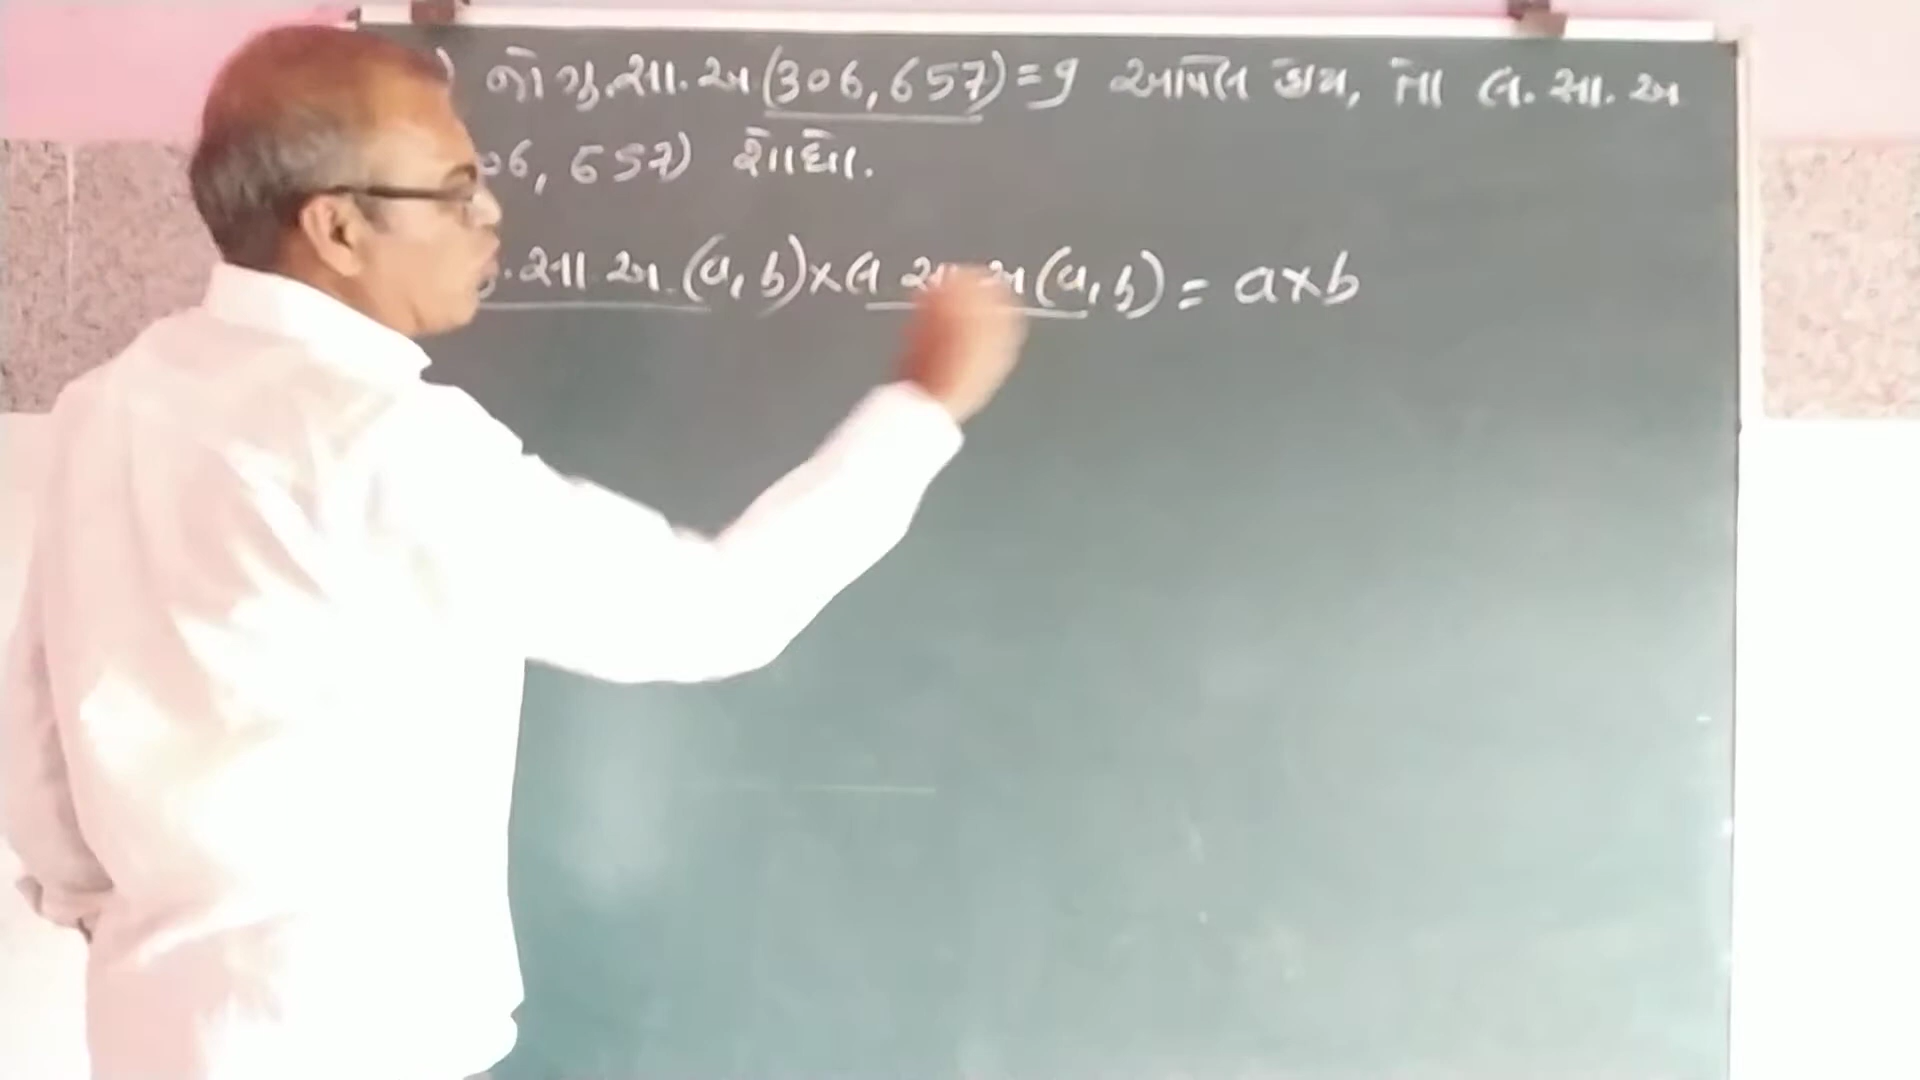 ) જો ગુ.સા.અ (306,657)=9 આપેલ હોય, તો લ. સા. અ
06, 657) શોધો.
.સા.અ.(a, b)×લ સા અ(a, b) = a×b